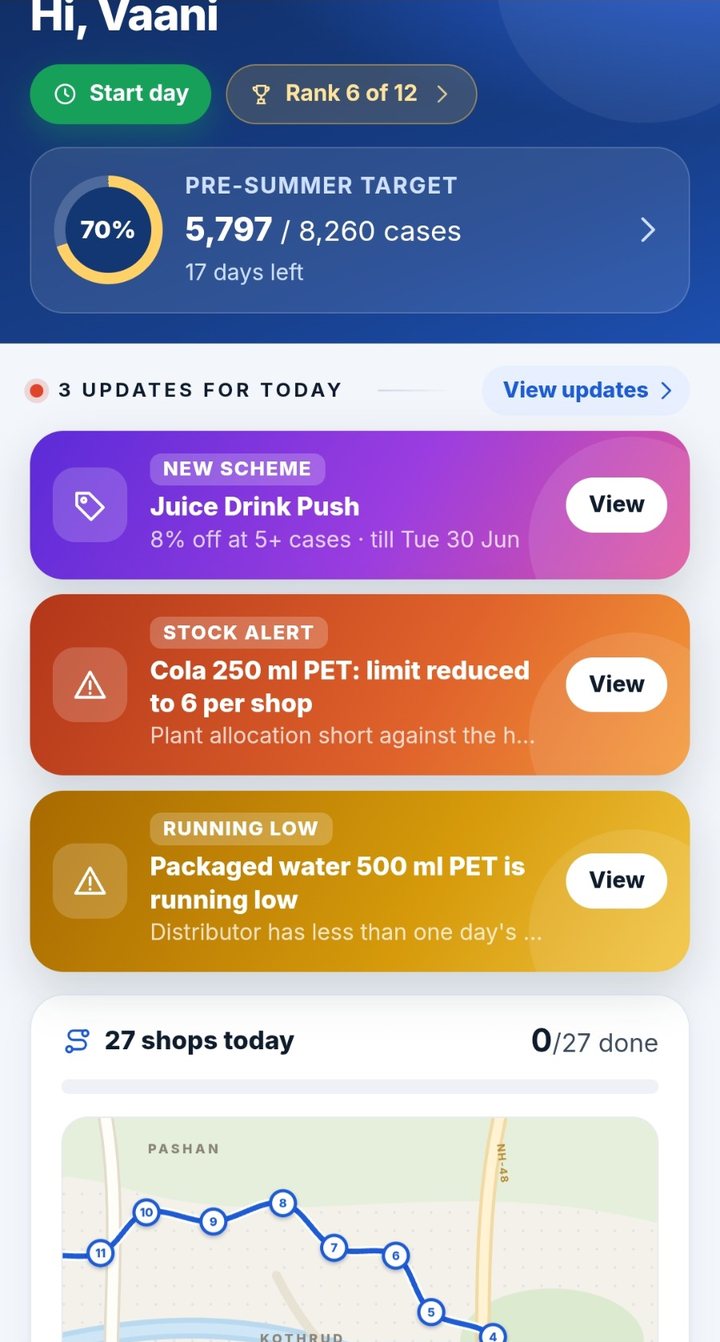 Hi, Vaani
Start day
Rank 6 of 12
70%
PRE-SUMMER TARGET
5,797 / 8,260 cases
17 days left
3 UPDATES FOR TODAY
View updates
NEW SCHEME
Juice Drink Push
8% off at 5+ cases · till Tue 30 Jun
View
STOCK ALERT
Cola 250 ml PET: limit reduced
to 6 per shop
Plant allocation short against the h...
View
RUNNING LOW
Packaged water 500 ml PET is
running low
Distributor has less than one day's ...
View
27 shops today
0/27 done
PASHAN
NH-48
10
9
8
11
7
6
5
4
KOTHRUD